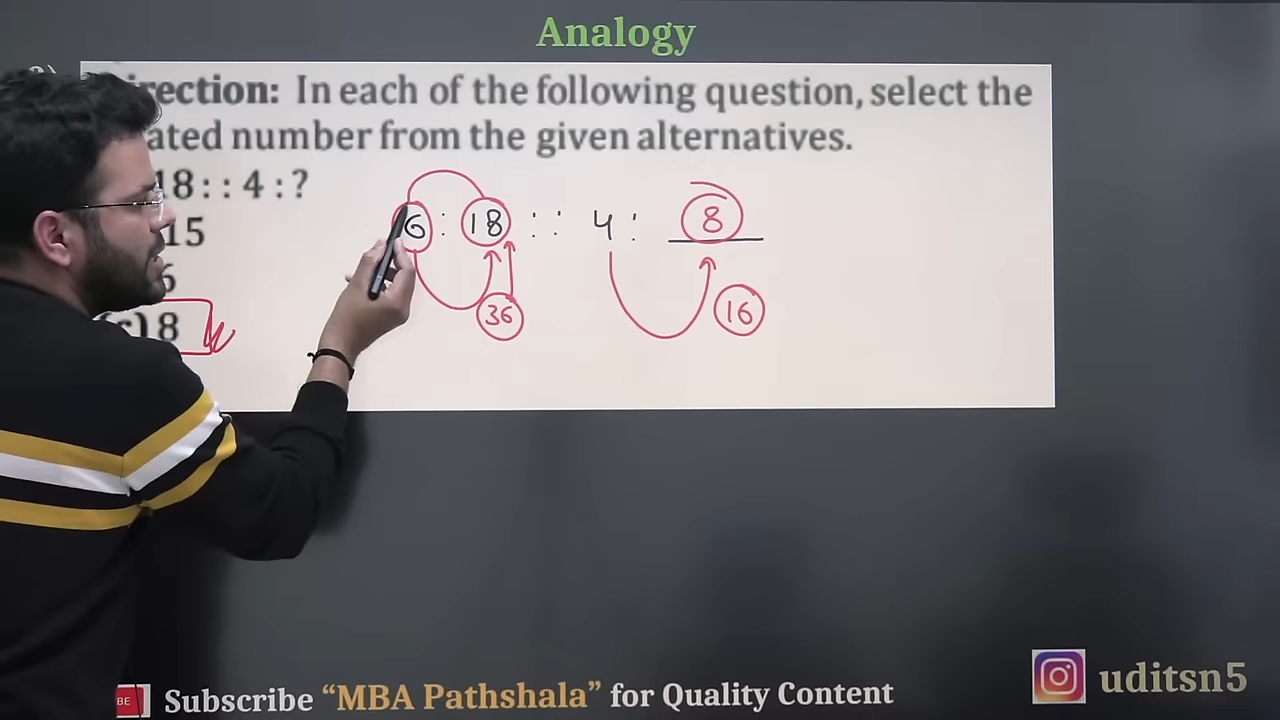 Analogy
irection: In each of the following question, select the
ated number from the given alternatives.
18 : : 4 : ?
6 : 18 : : 4 : 8
15
6
36
16
8
Subscribe “MBA Pathshala” for Quality Content
uditsn5